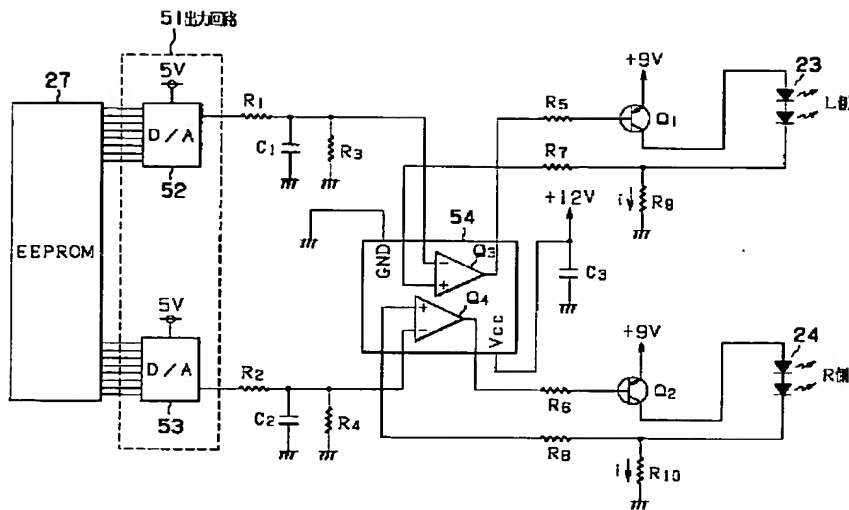 51出力回路
27
5V
D/A
52
R1
C1
R3
EEPROM
5V
D/A
53
R2
C2
R4
GND
54
Q3
Q4
Vcc
+12V
C3
+9V
R5
Q1
R7
i
R9
23
L側
+9V
R6
Q2
R8
i
R10
24
R側